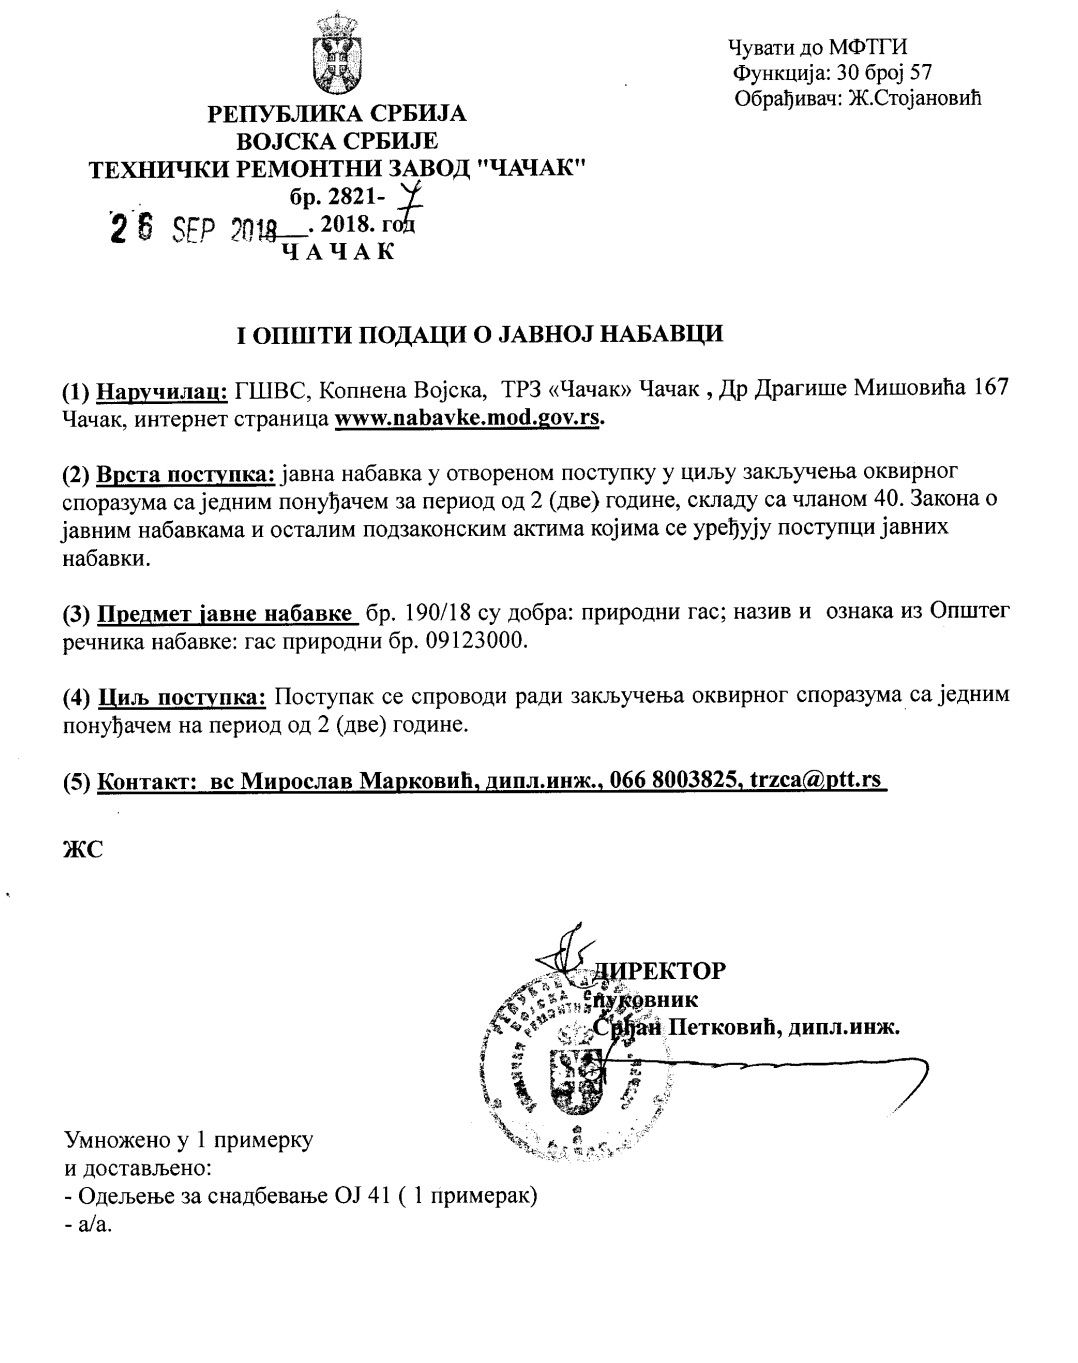 Чувати до МФТГИ
Функција: 30 број 57
Обрађивач: Ж.Стојановић
РЕПУБЛИКА СРБИЈА
ВОЈСКА СРБИЈЕ
ТЕХНИЧКИ РЕМОНТНИ ЗАВОД "ЧАЧАК"
бр. 2821-7
26 SEP 2018 . 2018. год
Ч А Ч А К
I ОПШТИ ПОДАЦИ О ЈАВНОЈ НАБАВЦИ
(1) Наручилац: ГШВС, Копнена Војска, ТРЗ «Чачак» Чачак , Др Драгише Мишовића 167
Чачак, интернет страница www.nabavke.mod.gov.rs.
(2) Врста поступка: јавна набавка у отвореном поступку у циљу закључења оквирног
споразума са једним понуђачем за период од 2 (две) године, складу са чланом 40. Закона о
јавним набавкама и осталим подзаконским актима којима се уређују поступци јавних
набавки.
(3) Предмет јавне набавке бр. 190/18 су добра: природни гас; назив и ознака из Општег
речника набавке: гас природни бр. 09123000.
(4) Циљ поступка: Поступак се спроводи ради закључења оквирног споразума са једним
понуђачем на период од 2 (две) године.
(5) Контакт: вс Мирослав Марковић, дипл.инж., 066 8003825, trzca@ptt.rs
ЖС
ДИРЕКТОР
пуковник
Срђан Петковић, дипл.инж.
Умножено у 1 примерку
и достављено:
- Одељење за снадбевање ОЈ 41 ( 1 примерак)
- а/а.